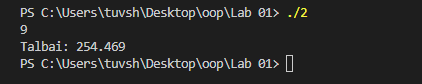 PS C:\Users\tuvsh\Desktop\oop\Lab 01> ./2
9
Talbai: 254.469
PS C:\Users\tuvsh\Desktop\oop\Lab 01>